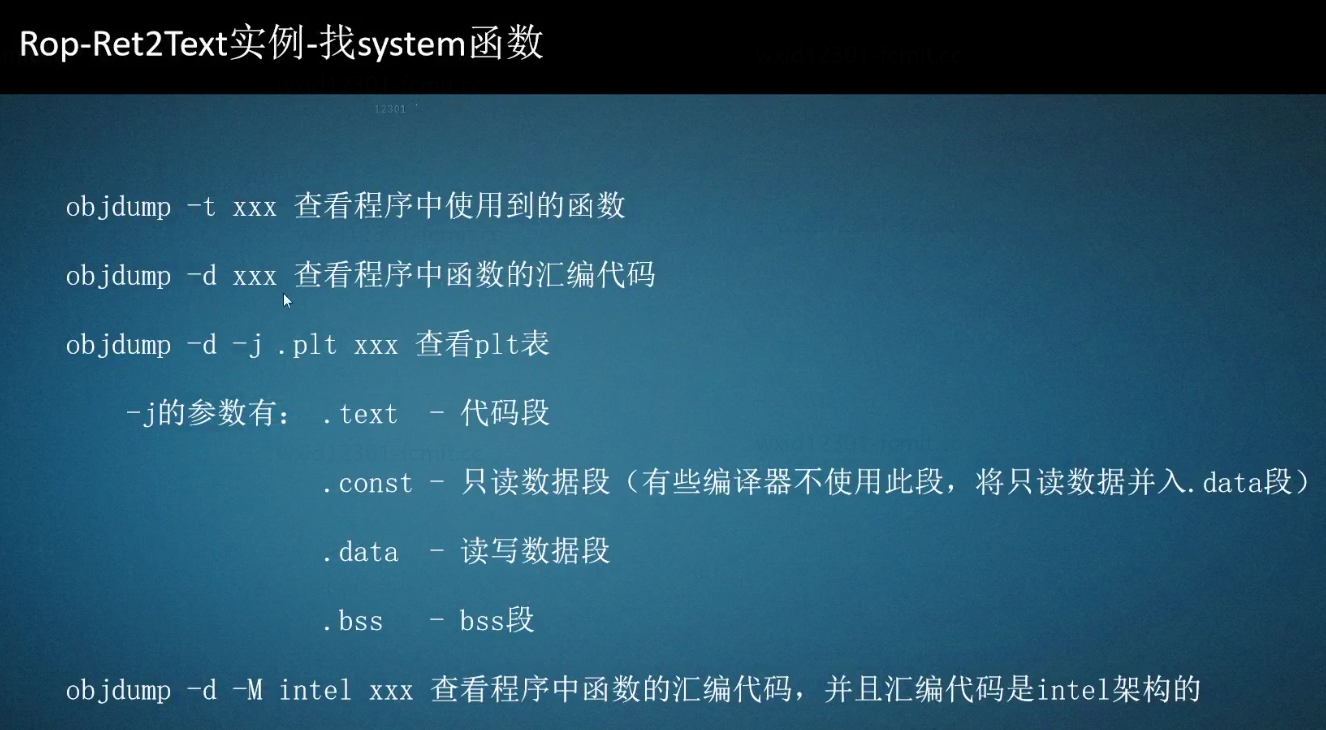 Rop-Ret2Text实例-找system函数
12301
objdump -t xxx 查看程序中使用到的函数
objdump -d xxx 查看程序中函数的汇编代码
objdump -d -j .plt xxx 查看plt表
-j的参数有： .text - 代码段
.const - 只读数据段（有些编译器不使用此段，将只读数据并入.data段）
.data - 读写数据段
.bss - bss段
objdump -d -M intel xxx 查看程序中函数的汇编代码，并且汇编代码是intel架构的